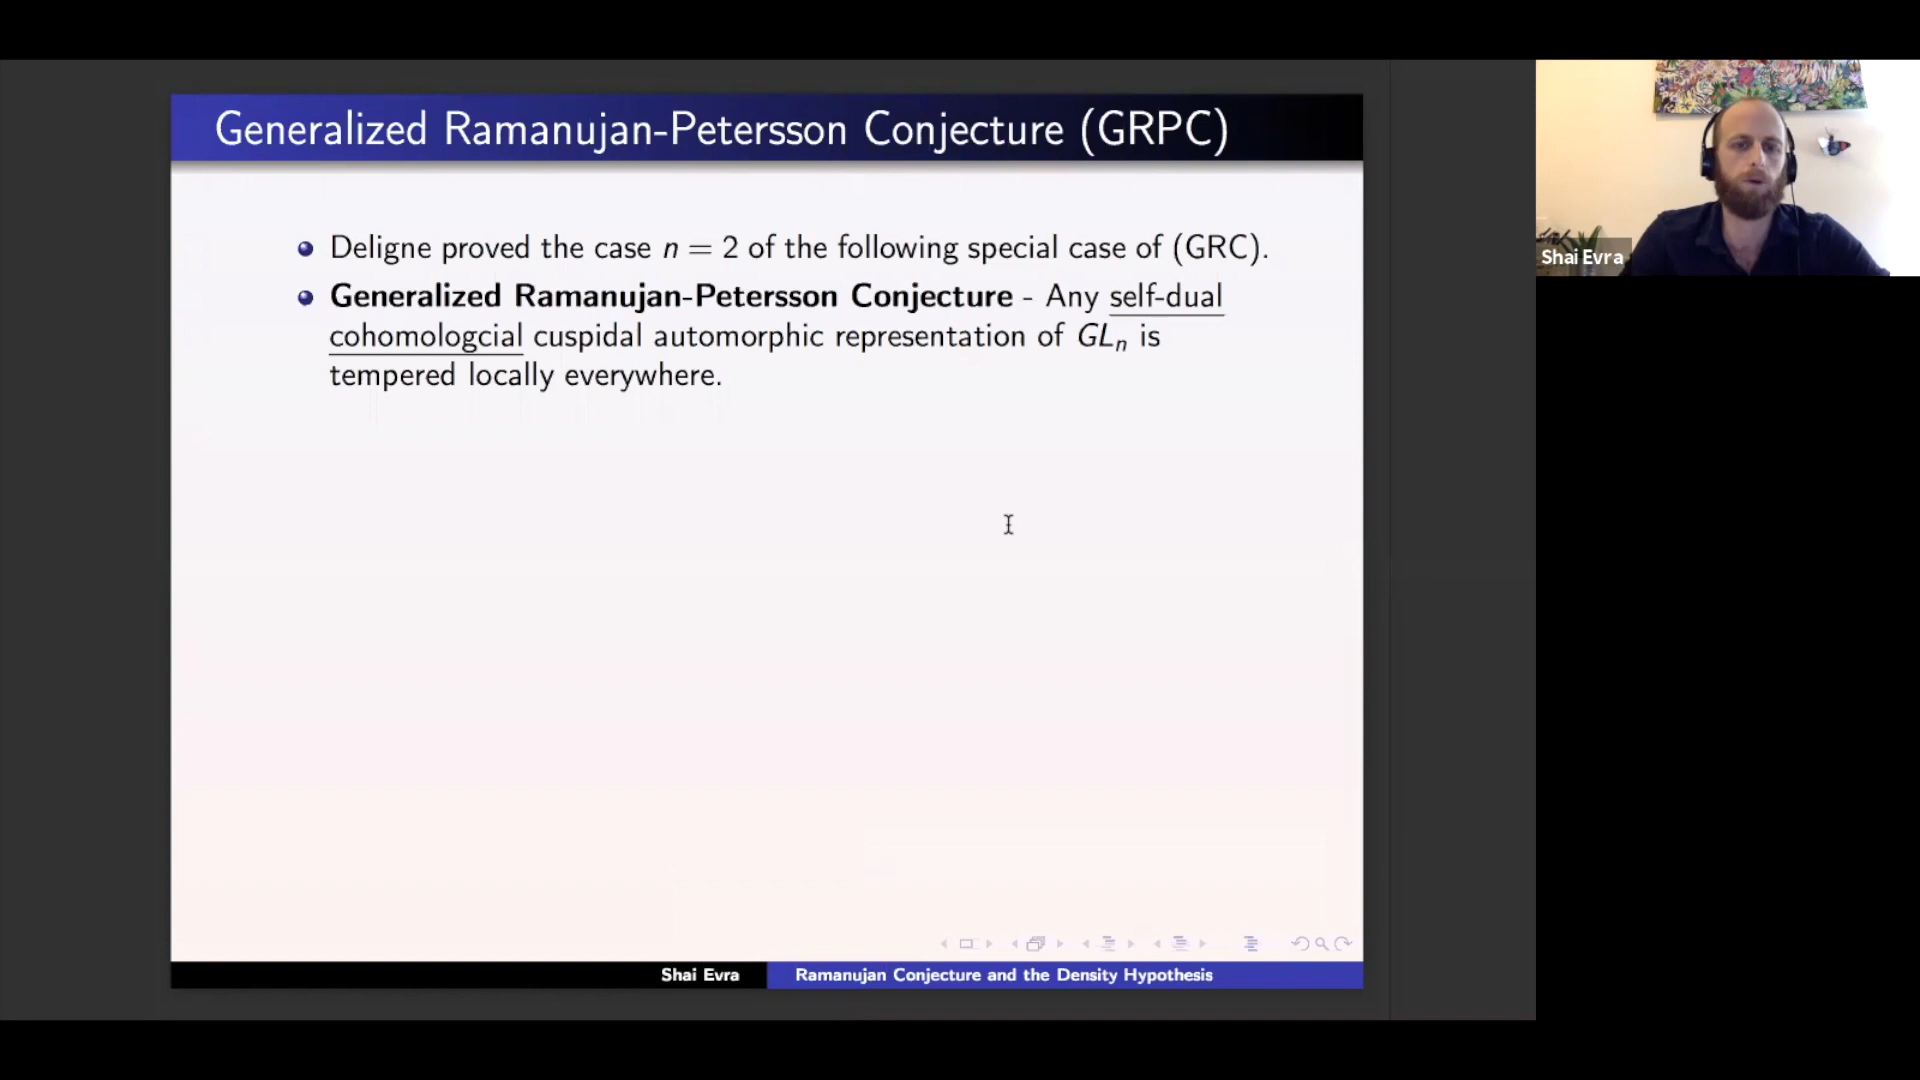 Generalized Ramanujan-Petersson Conjecture (GRPC)
Deligne proved the case n = 2 of the following special case of (GRC).
Generalized Ramanujan-Petersson Conjecture - Any self-dual
cohomologcial cuspidal automorphic representation of GLn is
tempered locally everywhere.
Shai Evra
Ramanujan Conjecture and the Density Hypothesis
Shai Evra